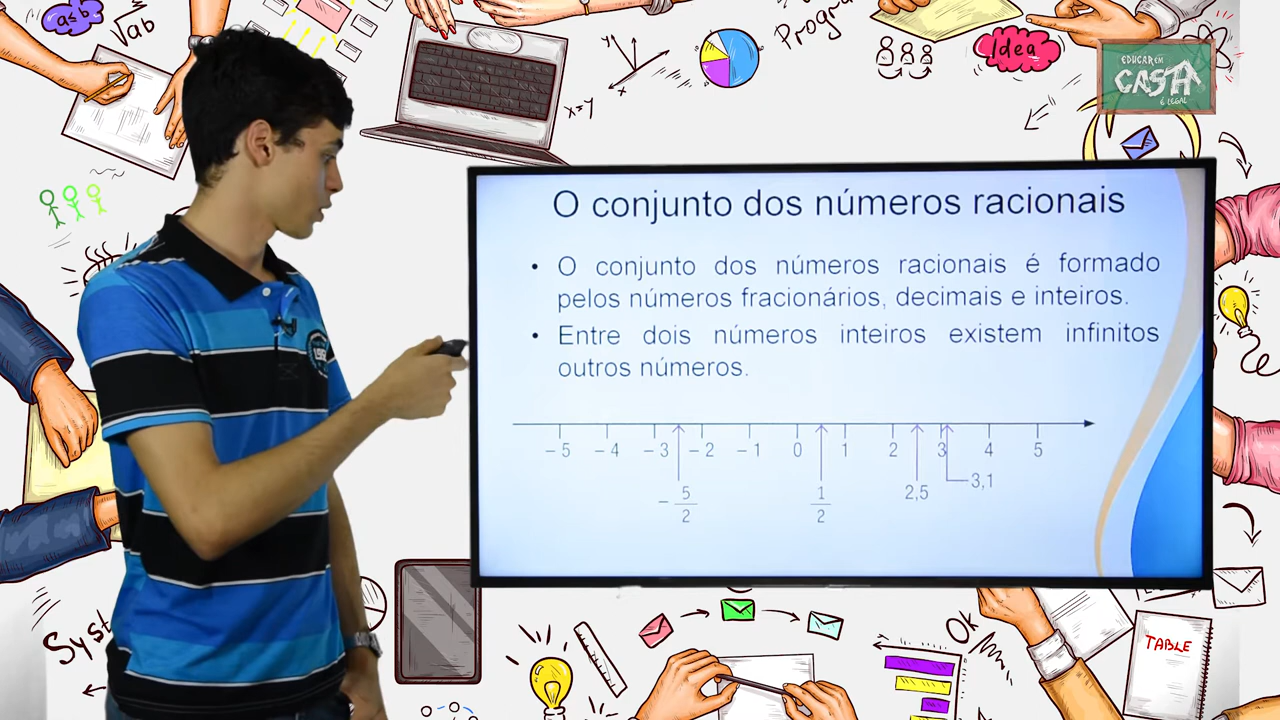 a≤b
√ab
y
x
x=y
Progra
Idea
EDUCAR EM
CASA
É LEGAL
O conjunto dos números racionais
• O conjunto dos números racionais é formado
pelos números fracionários, decimais e inteiros.
• Entre dois números inteiros existem infinitos
outros números.
– 5 – 4 – 3 – 2 – 1 0 1 2 3 4 5
– 5/2 1/2 2,5 3,1
Syst
Ok
TABLE